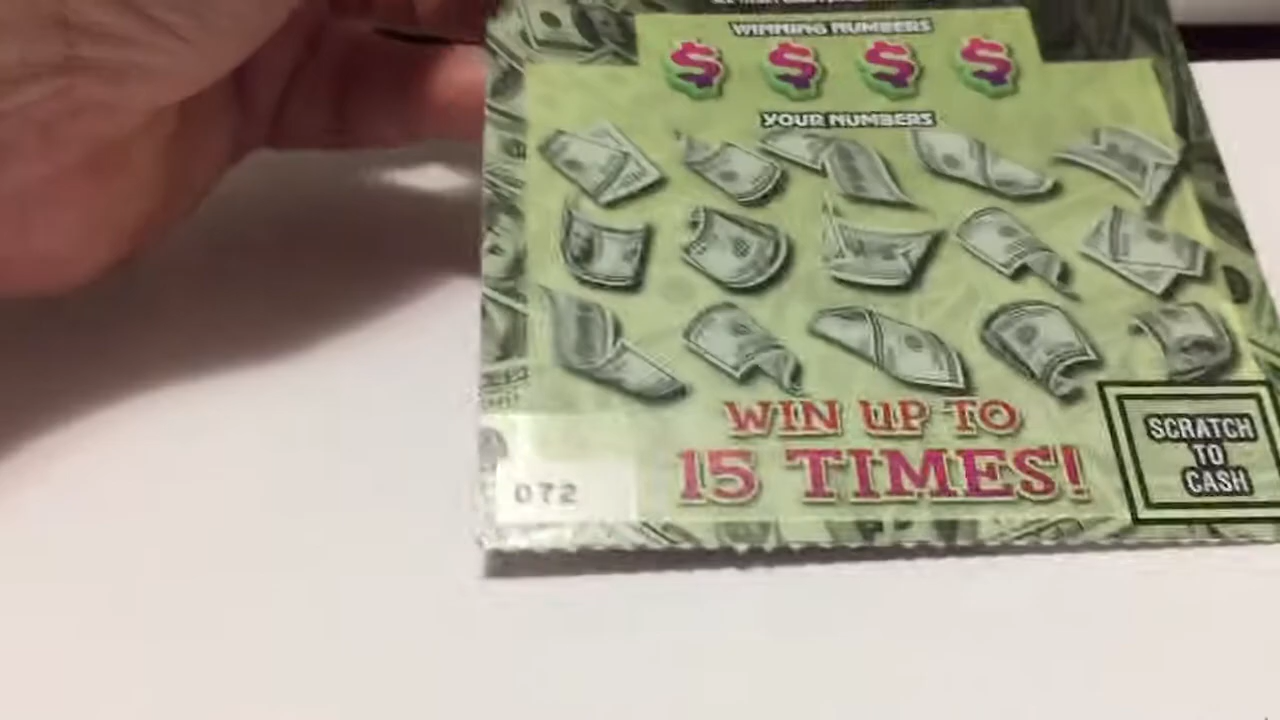 WINNING NUMBERS
$ $ $ $
YOUR NUMBERS
WIN UP TO
15 TIMES!
SCRATCH
TO
CASH
072